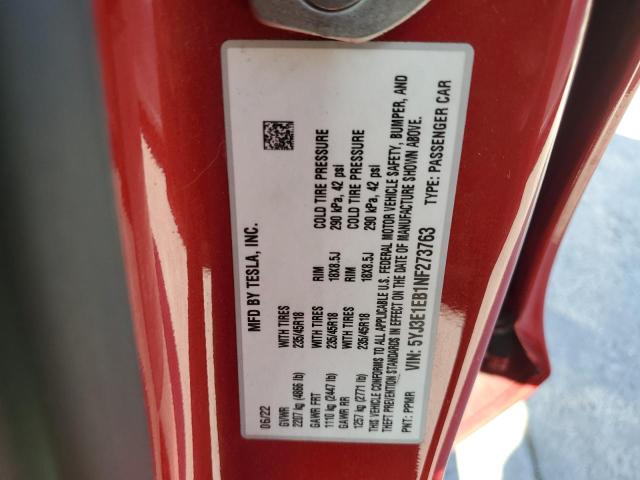 MFD BY TESLA, INC.
06/22
GVWR WITH TIRES RIM COLD TIRE PRESSURE
2207 kg (4866 lb) 235/45R18 18X8.5J 290 kPa, 42 psi
GAWR FRT WITH TIRES RIM COLD TIRE PRESSURE
1110 kg (2447 lb) 235/45R18 18X8.5J 290 kPa, 42 psi
GAWR RR
1257 kg (2771 lb)
THIS VEHICLE CONFORMS TO ALL APPLICABLE U.S. FEDERAL MOTOR VEHICLE SAFETY, BUMPER, AND
THEFT PREVENTION STANDARDS IN EFFECT ON THE DATE OF MANUFACTURE SHOWN ABOVE.
VIN: 5YJ3E1EB1NF273763
PNT: PPMR TYPE: PASSENGER CAR